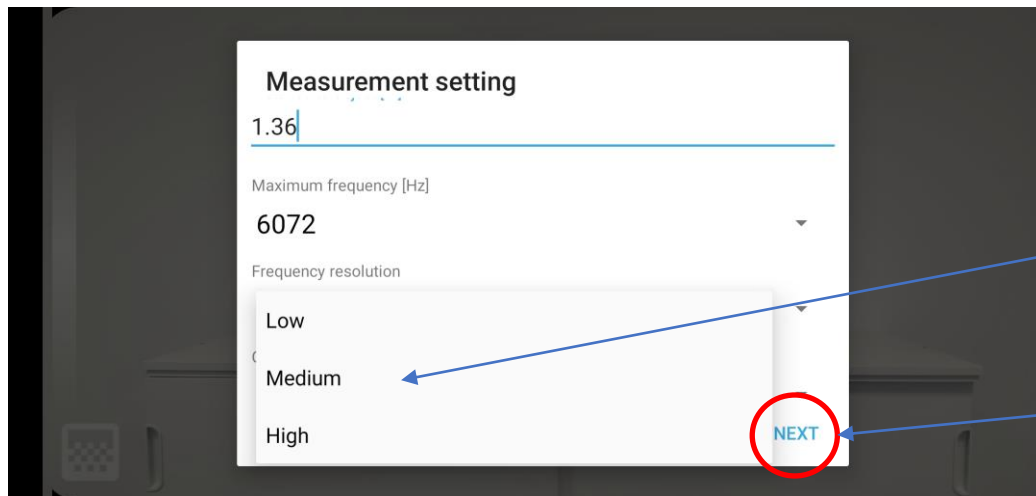 Measurement setting
1.36
Maximum frequency [Hz]
6072
Frequency resolution
Low
Medium
High
NEXT